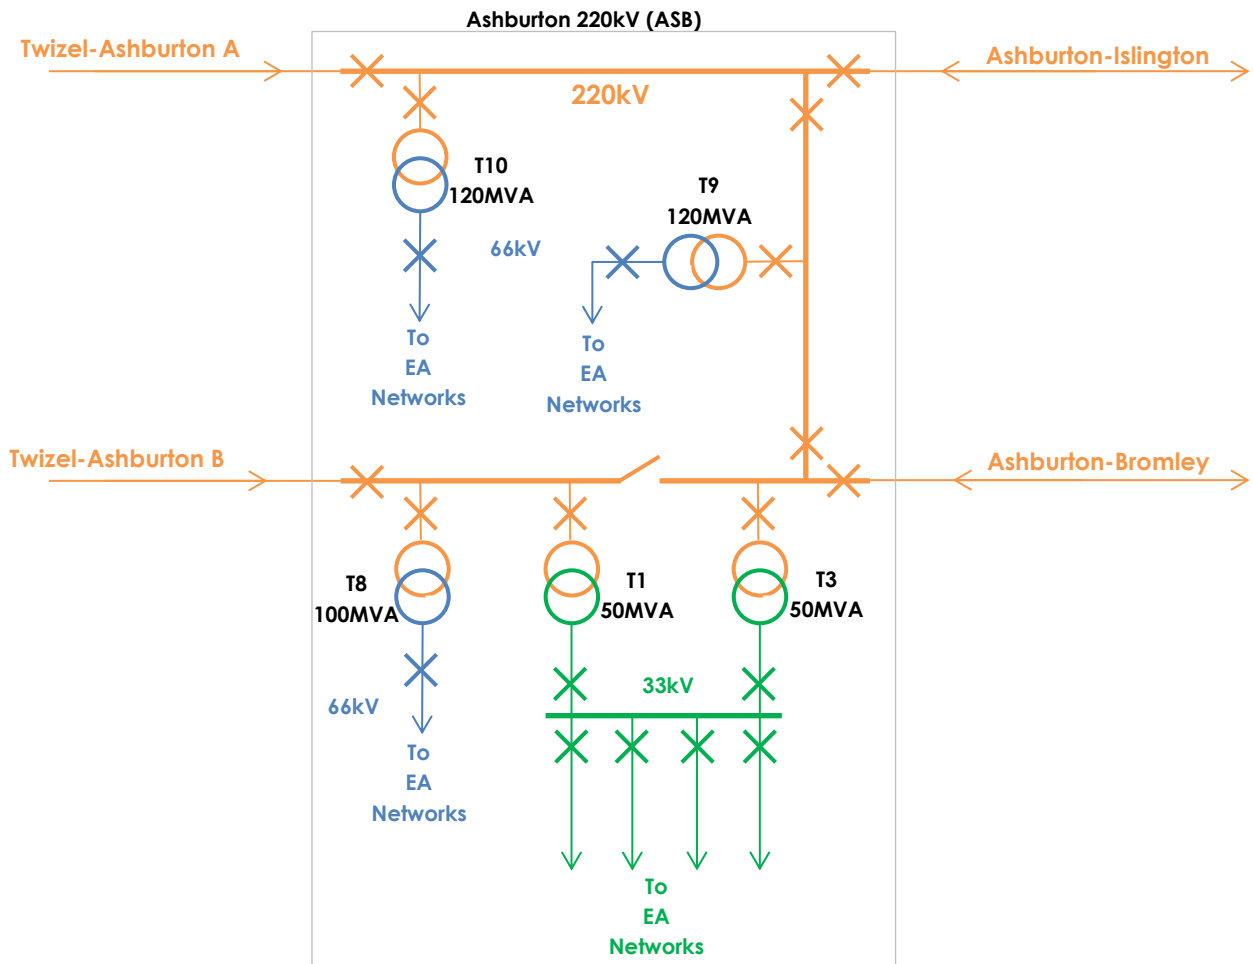 Ashburton 220kV (ASB)
Twizel-Ashburton A
Ashburton-Islington
220kV
T10
120MVA
T9
120MVA
66kV
To
EA
Networks
To
EA
Networks
Twizel-Ashburton B
Ashburton-Bromley
T8
100MVA
T1
50MVA
T3
50MVA
33kV
66kV
To
EA
Networks
To
EA
Networks